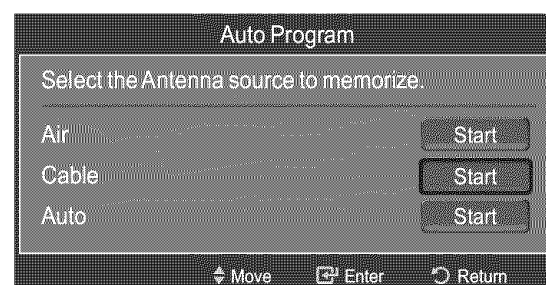 Auto Program
Select the Antenna source to memorize.
Air Start
Cable Start
Auto Start
Move Enter Return